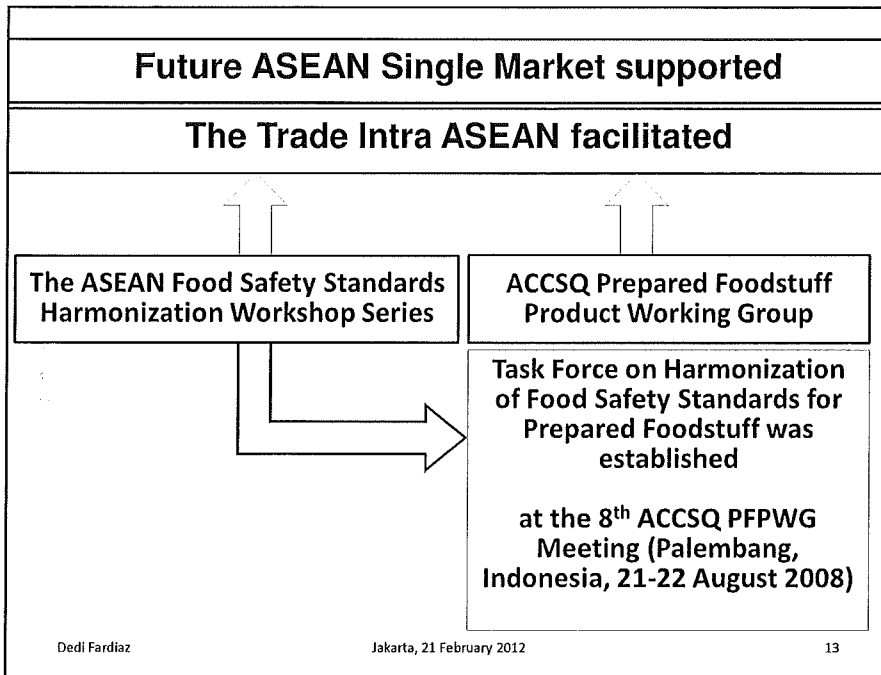 Future ASEAN Single Market supported
The Trade Intra ASEAN facilitated
The ASEAN Food Safety Standards
Harmonization Workshop Series
ACCSQ Prepared Foodstuff
Product Working Group
Task Force on Harmonization
of Food Safety Standards for
Prepared Foodstuff was
established
at the 8th ACCSQ PFPWG
Meeting (Palembang,
Indonesia, 21-22 August 2008)
Dedi Fardiaz
Jakarta, 21 February 2012
13